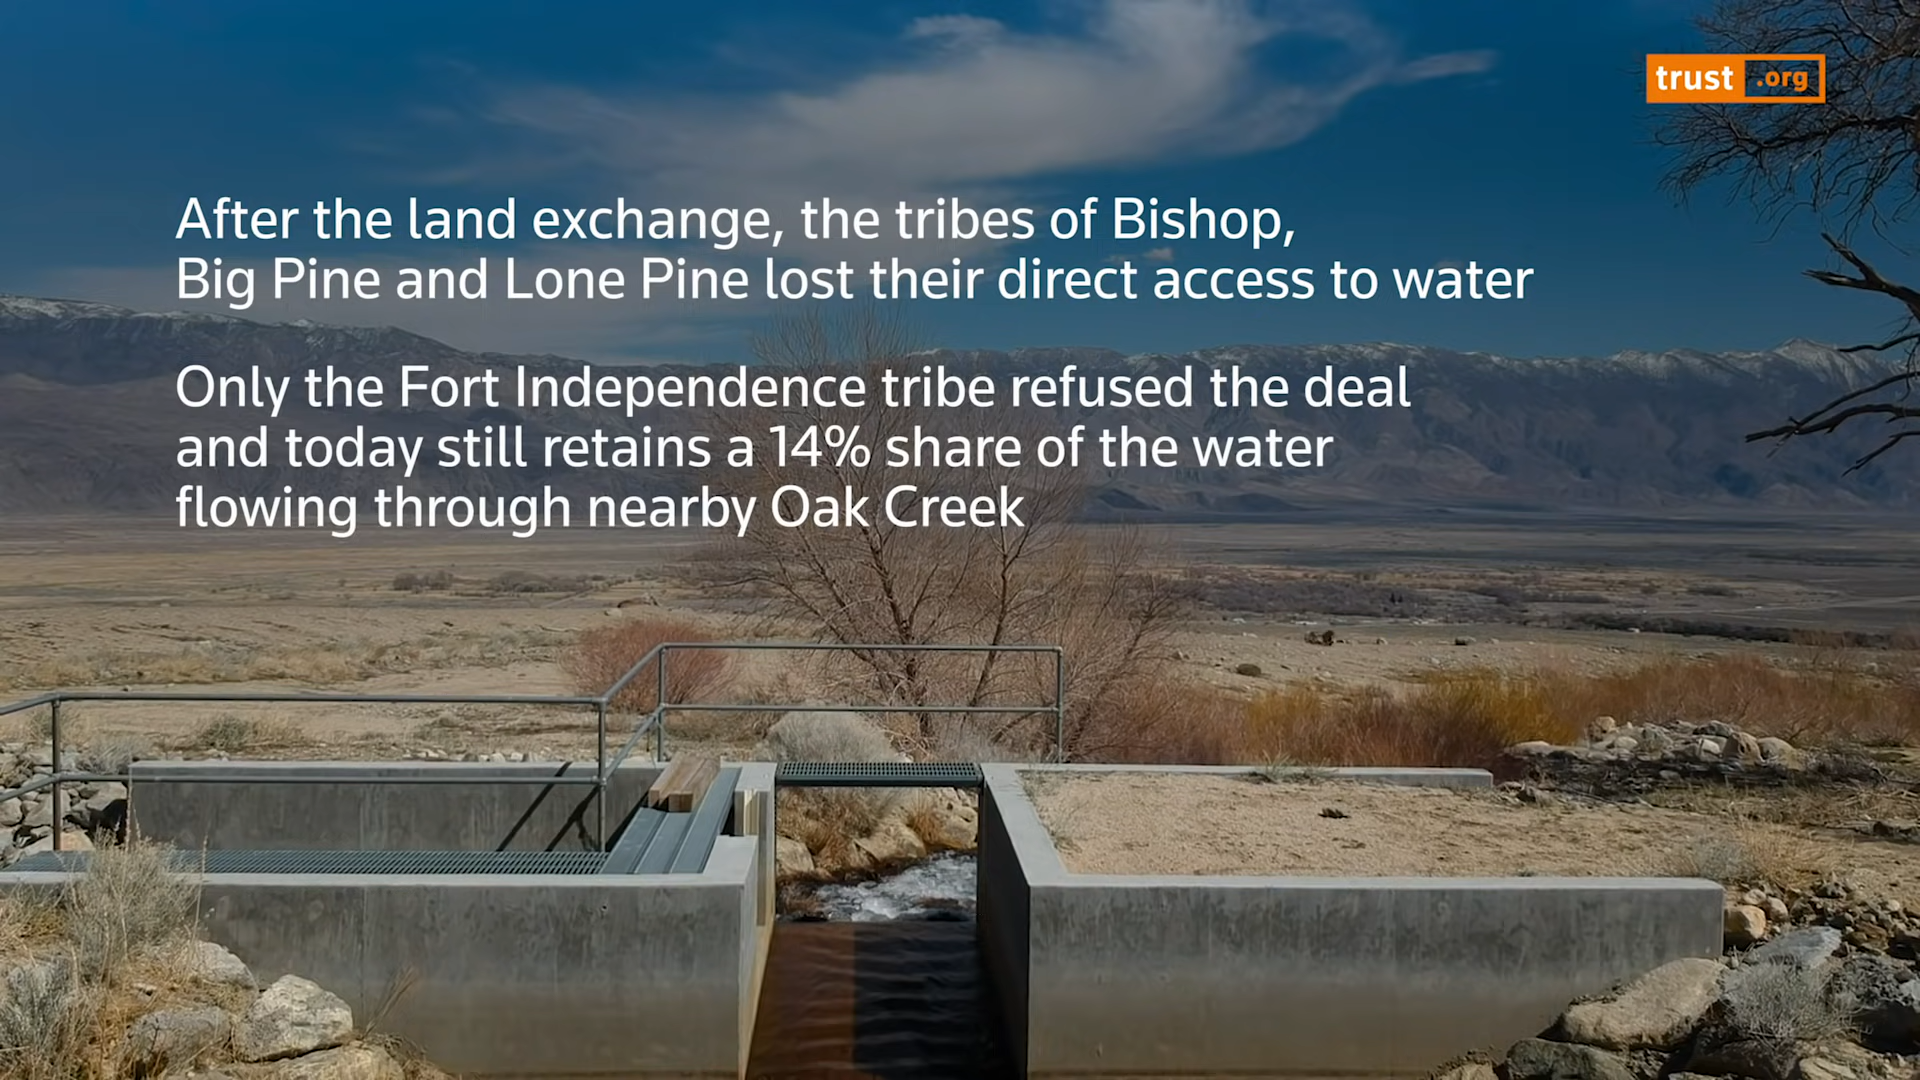 trust.org
After the land exchange, the tribes of Bishop,
Big Pine and Lone Pine lost their direct access to water
Only the Fort Independence tribe refused the deal
and today still retains a 14% share of the water
flowing through nearby Oak Creek